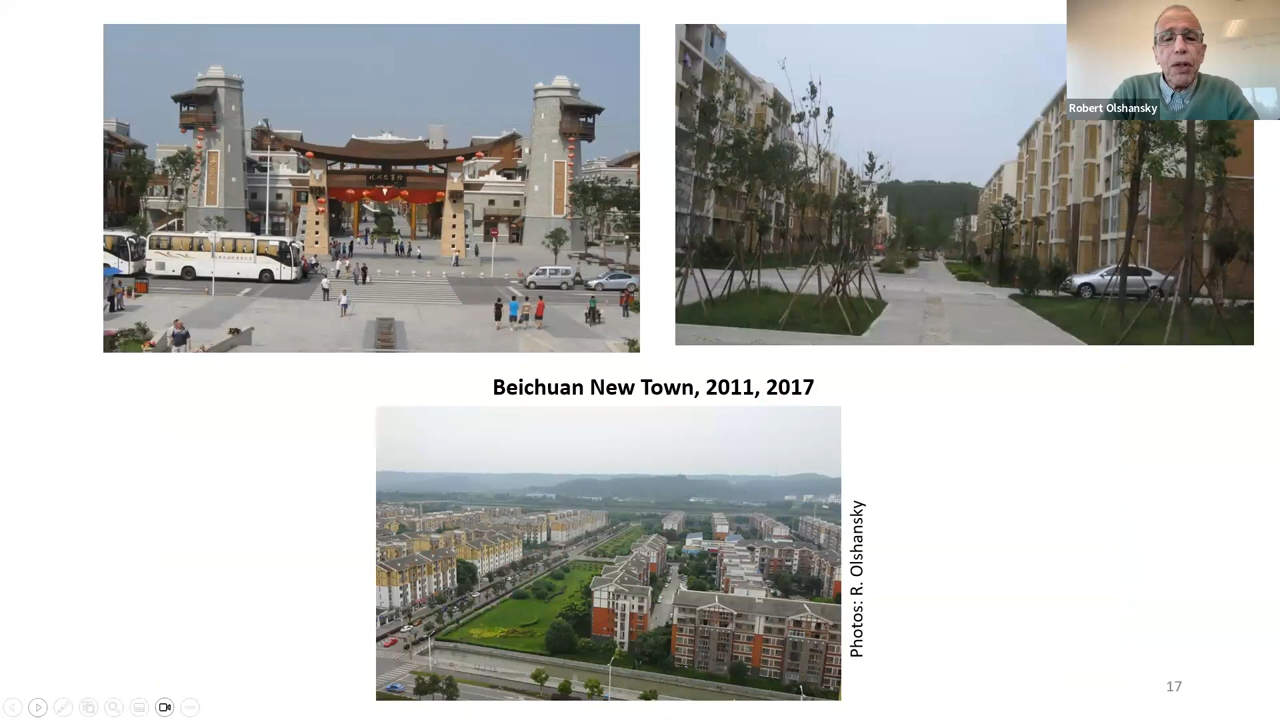 Robert Olshansky
Beichuan New Town, 2011, 2017
Photos: R. Olshansky
17